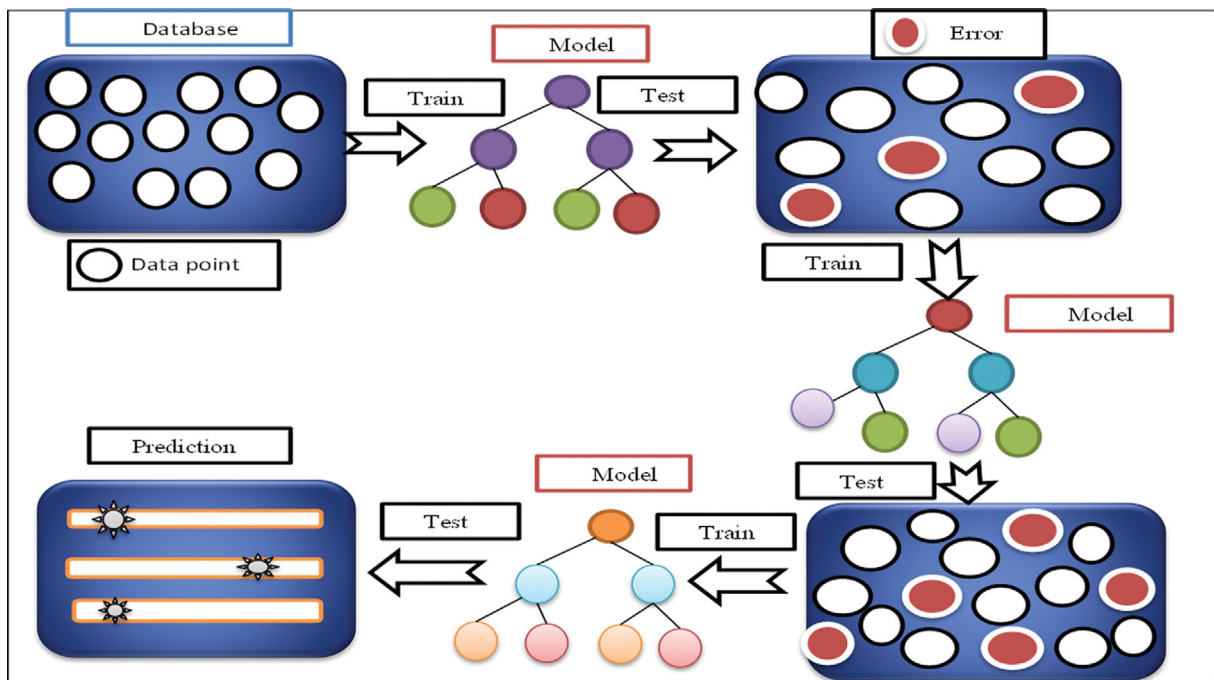 Database
Model
Error
Train
Test
Data point
Train
Model
Test
Model
Train
Test
Prediction